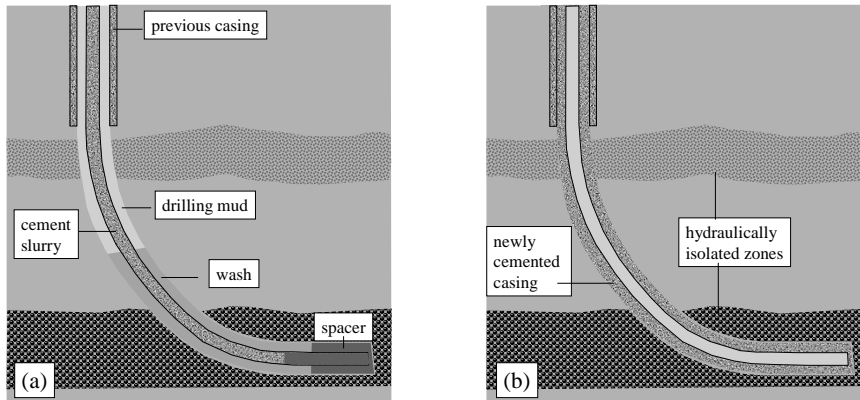 previous casing
drilling mud
cement
slurry
wash
spacer
(a)
hydraulically
isolated zones
newly
cemented
casing
(b)